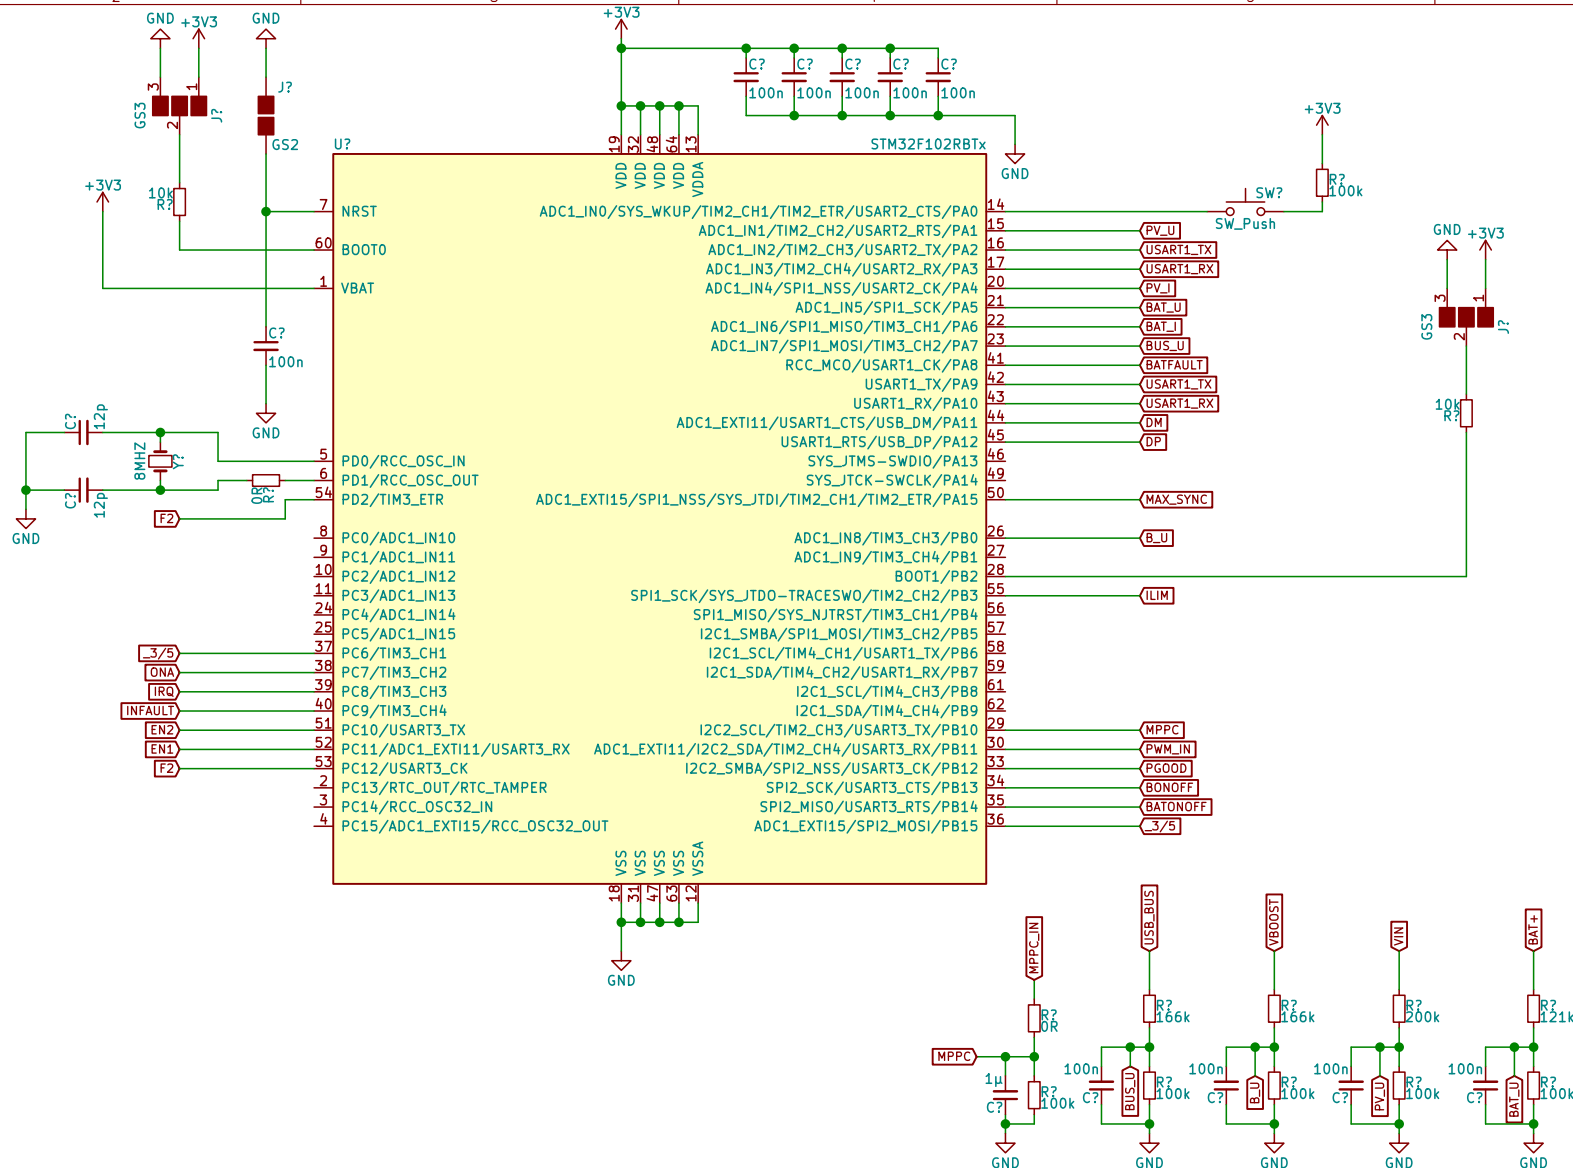 GND
+3V3
GND
+3V3
3
1
J?
GS3
2
J?
GS2
C?
100n
C?
100n
C?
100n
C?
100n
C?
100n
GND
+3V3
R?
100k
SW?
SW_Push
+3V3
10k
R?
U?
STM32F102RBTx
19
32
48
64
13
VDD
VDD
VDD
VDD
VDDA
7 NRST
60 BOOT0
1 VBAT
C?
100n
GND
C?
12p
8MHZ
Y?
C?
12p
0R
R?
GND
5 PD0/RCC_OSC_IN
6 PD1/RCC_OSC_OUT
54 PD2/TIM3_ETR
F2
8 PC0/ADC1_IN10
9 PC1/ADC1_IN11
10 PC2/ADC1_IN12
11 PC3/ADC1_IN13
24 PC4/ADC1_IN14
25 PC5/ADC1_IN15
_3/5 37 PC6/TIM3_CH1
ONA 38 PC7/TIM3_CH2
IRQ 39 PC8/TIM3_CH3
INFAULT 40 PC9/TIM3_CH4
EN2 51 PC10/USART3_TX
EN1 52 PC11/ADC1_EXTI11/USART3_RX
F2 53 PC12/USART3_CK
2 PC13/RTC_OUT/RTC_TAMPER
3 PC14/RCC_OSC32_IN
4 PC15/ADC1_EXTI15/RCC_OSC32_OUT
ADC1_IN0/SYS_WKUP/TIM2_CH1/TIM2_ETR/USART2_CTS/PA0 14
ADC1_IN1/TIM2_CH2/USART2_RTS/PA1 15 PV_U
ADC1_IN2/TIM2_CH3/USART2_TX/PA2 16 USART1_TX
ADC1_IN3/TIM2_CH4/USART2_RX/PA3 17 USART1_RX
ADC1_IN4/SPI1_NSS/USART2_CK/PA4 20 PV_I
ADC1_IN5/SPI1_SCK/PA5 21 BAT_U
ADC1_IN6/SPI1_MISO/TIM3_CH1/PA6 22 BAT_I
ADC1_IN7/SPI1_MOSI/TIM3_CH2/PA7 23 BUS_U
RCC_MCO/USART1_CK/PA8 41 BATFAULT
USART1_TX/PA9 42 USART1_TX
USART1_RX/PA10 43 USART1_RX
ADC1_EXTI11/USART1_CTS/USB_DM/PA11 44 DM
USART1_RTS/USB_DP/PA12 45 DP
SYS_JTMS-SWDIO/PA13 46
SYS_JTCK-SWCLK/PA14 49
ADC1_EXTI15/SPI1_NSS/SYS_JTDI/TIM2_CH1/TIM2_ETR/PA15 50 MAX_SYNC
ADC1_IN8/TIM3_CH3/PB0 26 B_U
ADC1_IN9/TIM3_CH4/PB1 27
BOOT1/PB2 28
SPI1_SCK/SYS_JTDO-TRACESWO/TIM2_CH2/PB3 55 ILIM
SPI1_MISO/SYS_NJTRST/TIM3_CH1/PB4 56
I2C1_SMBA/SPI1_MOSI/TIM3_CH2/PB5 57
I2C1_SCL/TIM4_CH1/USART1_TX/PB6 58
I2C1_SDA/TIM4_CH2/USART1_RX/PB7 59
I2C1_SCL/TIM4_CH3/PB8 61
I2C1_SDA/TIM4_CH4/PB9 62
I2C2_SCL/TIM2_CH3/USART3_TX/PB10 29 MPPC
ADC1_EXTI11/I2C2_SDA/TIM2_CH4/USART3_RX/PB11 30 PWM_IN
I2C2_SMBA/SPI2_NSS/USART3_CK/PB12 33 PGOOD
SPI2_SCK/USART3_CTS/PB13 34 BONOFF
SPI2_MISO/USART3_RTS/PB14 35 BATONOFF
ADC1_EXTI15/SPI2_MOSI/PB15 36 _3/5
GND
+3V3
3
1
GS3
2
J?
10k
R?
VSS
VSS
VSS
VSS
VSSA
18
31
47
63
12
GND
MPPC_IN
R?
0R
MPPC
1µ
C?
R?
100k
GND
USB_BUS
R?
166k
100n
C?
BUS_U
R?
100k
GND
VBOOST
R?
166k
100n
C?
B_U
R?
100k
GND
VIN
R?
200k
100n
C?
PV_U
R?
100k
GND
BAT+
R?
121k
100n
C?
BAT_U
R?
100k
GND